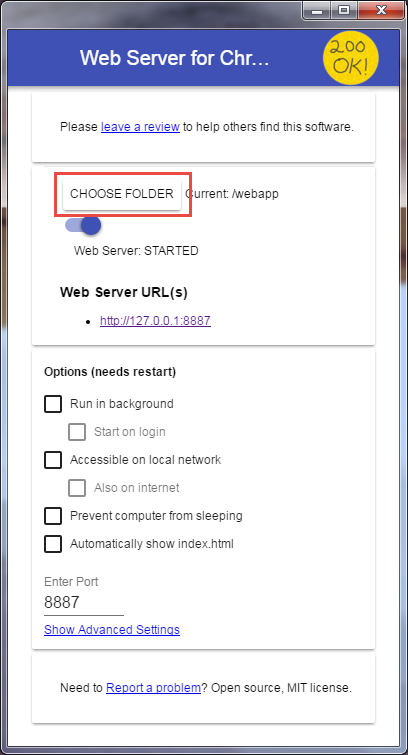 Web Server for Chr...
200
OK!
Please leave a review to help others find this software.
CHOOSE FOLDER Current: /webapp
Web Server: STARTED
Web Server URL(s)
http://127.0.0.1:8887
Options (needs restart)
Run in background
Start on login
Accessible on local network
Also on internet
Prevent computer from sleeping
Automatically show index.html
Enter Port
8887
Show Advanced Settings
Need to Report a problem? Open source, MIT license.